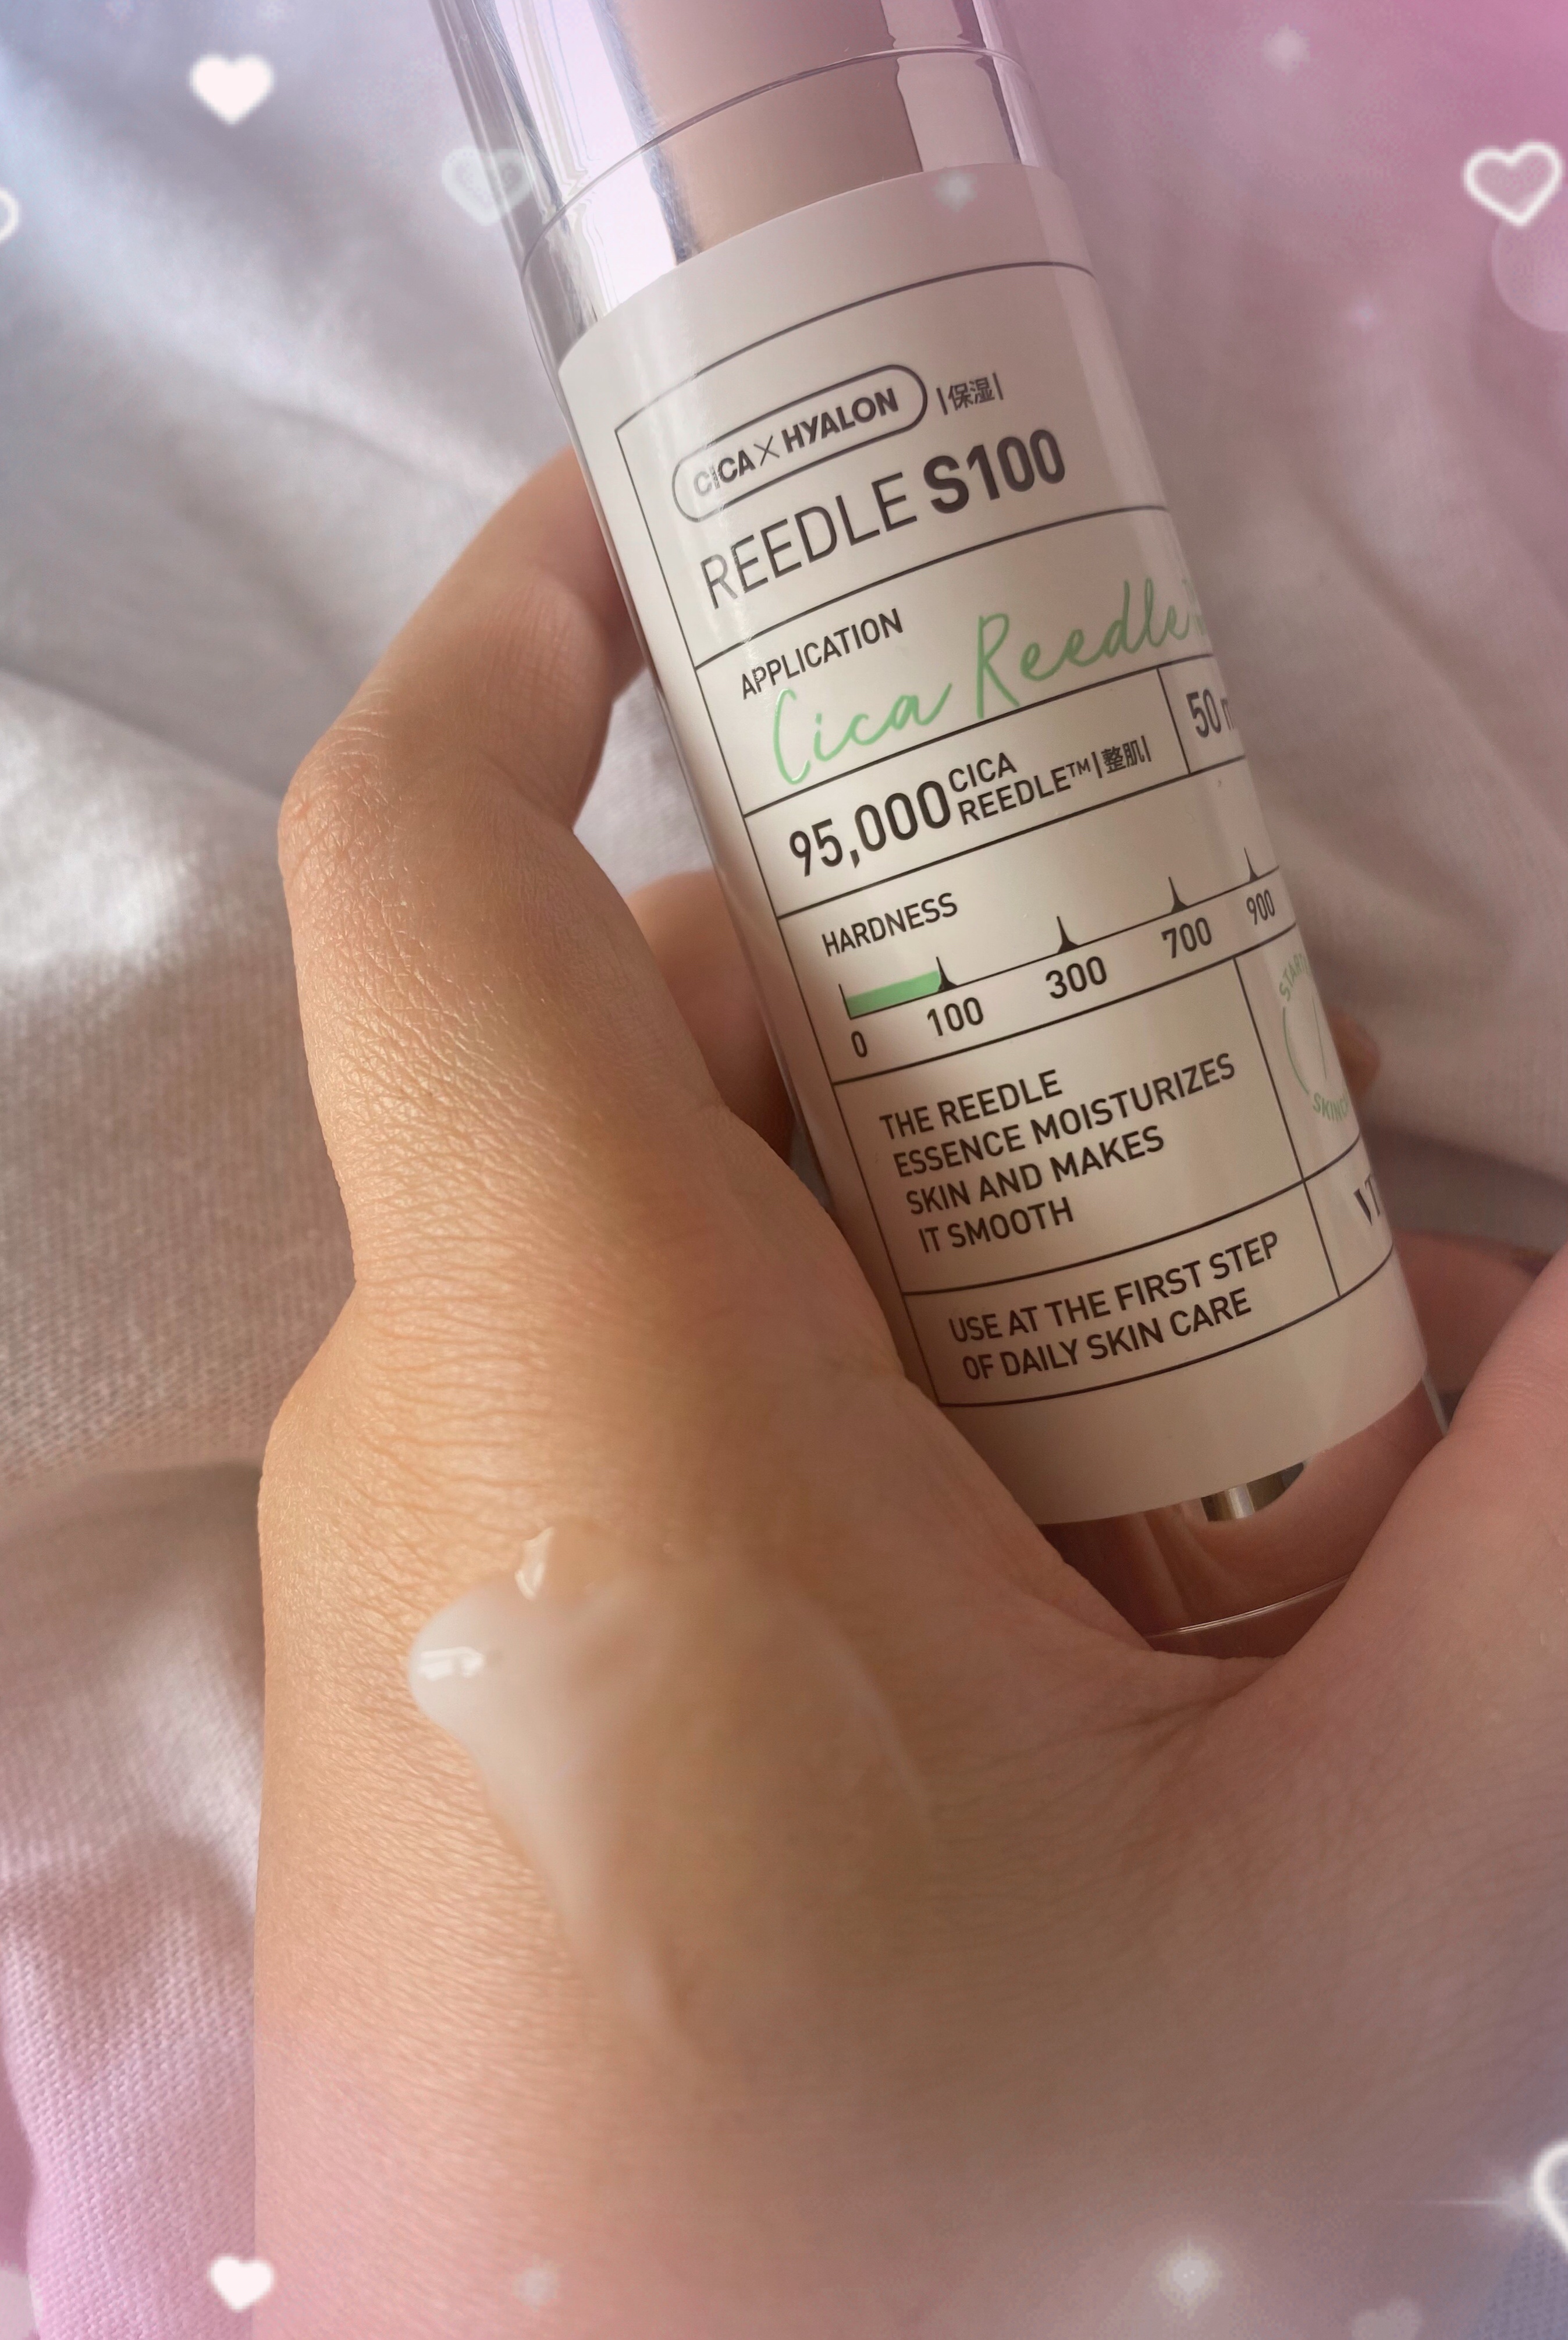 CICA×HYALON |保湿|
REEDLE S100
APPLICATION
Cica Reedle
95,000 CICA
REEDLE™ |整肌|
50
HARDNESS
0 100 300 700 900
THE REEDLE
ESSENCE MOISTURIZES
SKIN AND MAKES
IT SMOOTH
USE AT THE FIRST STEP
OF DAILY SKIN CARE
VT